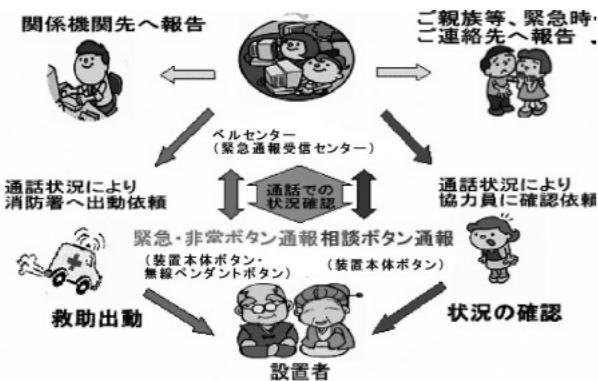 関係機関先へ報告
ご親族等、緊急時
ご連絡先へ報告
ベルセンター
(緊急通報受信センター)
通話状況により
消防署へ出動依頼
通話での
状況確認
通話状況により
協力員に確認依頼
緊急・非常ボタン通報
相談ボタン通報
(装置本体ボタン・
無線ペンダントボタン)
(装置本体ボタン)
救助出動
状況の確認
設置者